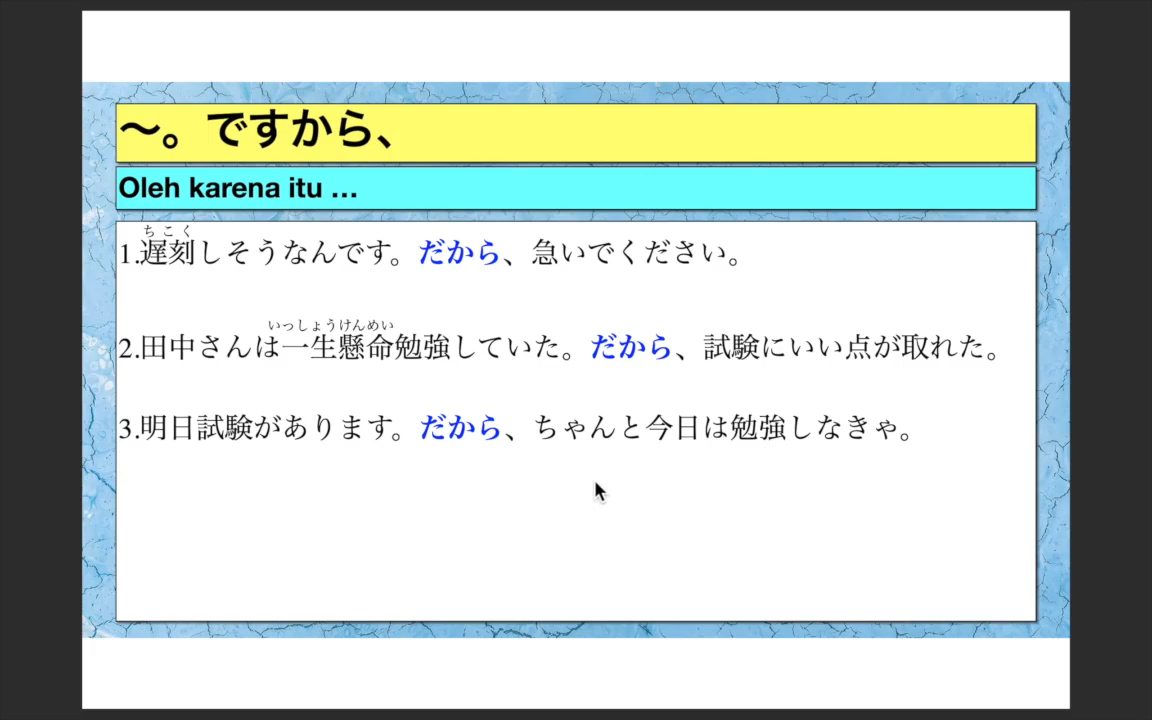 〜。ですから、
Oleh karena itu …
ちこく
1.遅刻しそうなんです。だから、急いでください。
いっしょうけんめい
2.田中さんは一生懸命勉強していた。だから、試験にいい点が取れた。
3.明日試験があります。だから、ちゃんと今日は勉強しなきゃ。